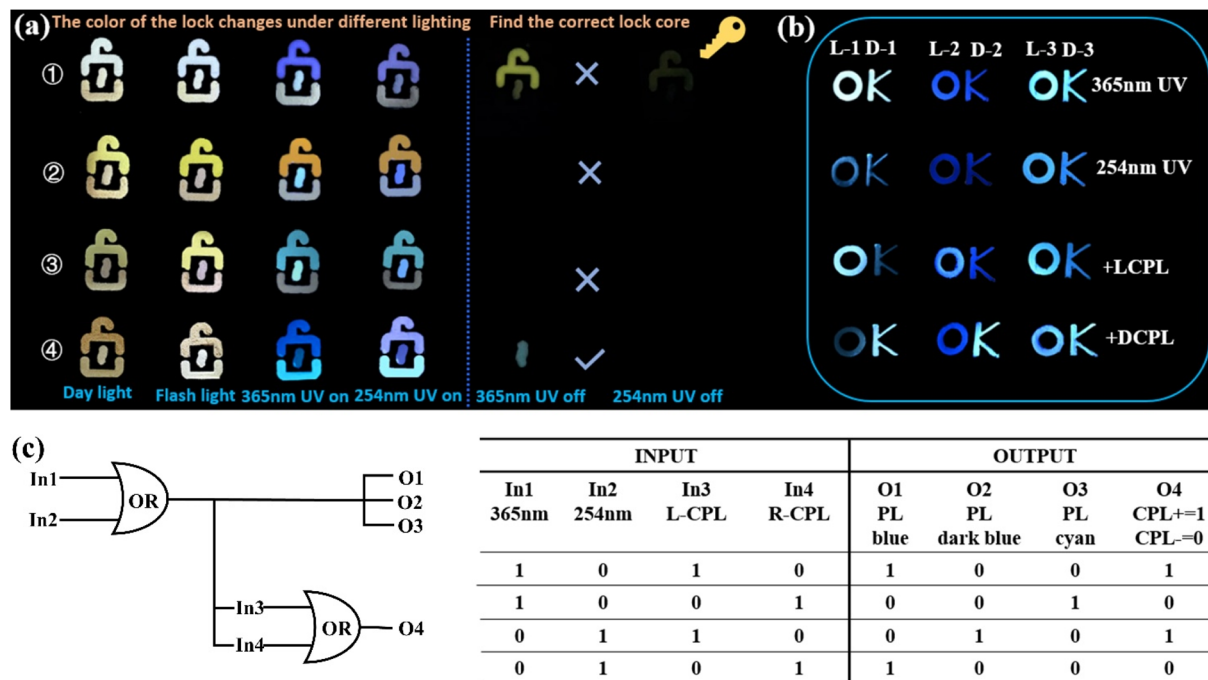 (a) The color of the lock changes under different lighting
Find the correct lock core
①
②
③
④
Day light Flash light 365nm UV on 254nm UV on 365nm UV off 254nm UV off
(b)
L-1 D-1 L-2 D-2 L-3 D-3
OK OK OK 365nm UV
OK OK OK 254nm UV
OK OK OK +LCPL
OK OK OK +DCPL
(c)
In1
In2
OR
O1
O2
O3
In3
In4
OR
O4
INPUT OUTPUT
In1 In2 In3 In4 O1 O2 O3 O4
365nm 254nm L-CPL R-CPL PL PL PL CPL+=1
blue dark blue cyan CPL-=0
1 0 1 0 1 0 0 1
1 0 0 1 0 0 1 0
0 1 1 0 0 1 0 1
0 1 0 1 1 0 0 0